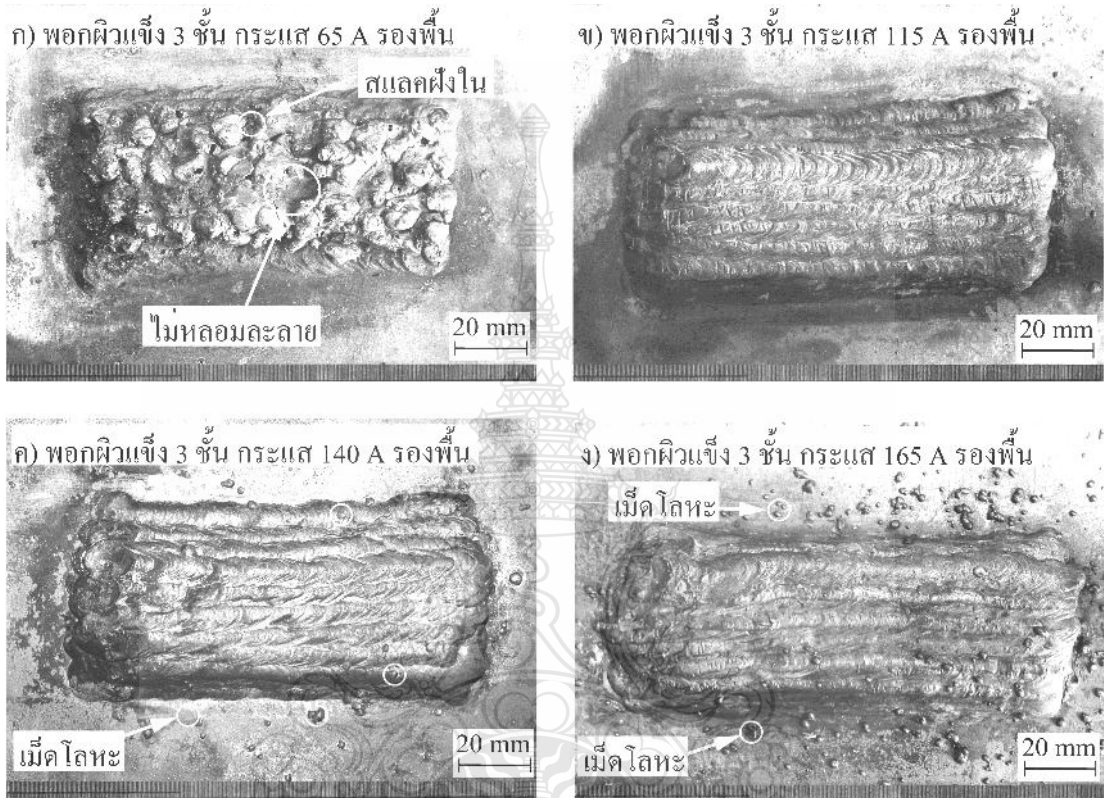 ก) พอกผิวแข็ง 3 ชั้น กระแส 65 A รองพื้น
สแลคฝังใน
ไม่หลอมละลาย
20 mm
ข) พอกผิวแข็ง 3 ชั้น กระแส 115 A รองพื้น
20 mm
ค) พอกผิวแข็ง 3 ชั้น กระแส 140 A รองพื้น
เม็ดโลหะ
20 mm
ง) พอกผิวแข็ง 3 ชั้น กระแส 165 A รองพื้น
เม็ดโลหะ
เม็ดโลหะ
20 mm